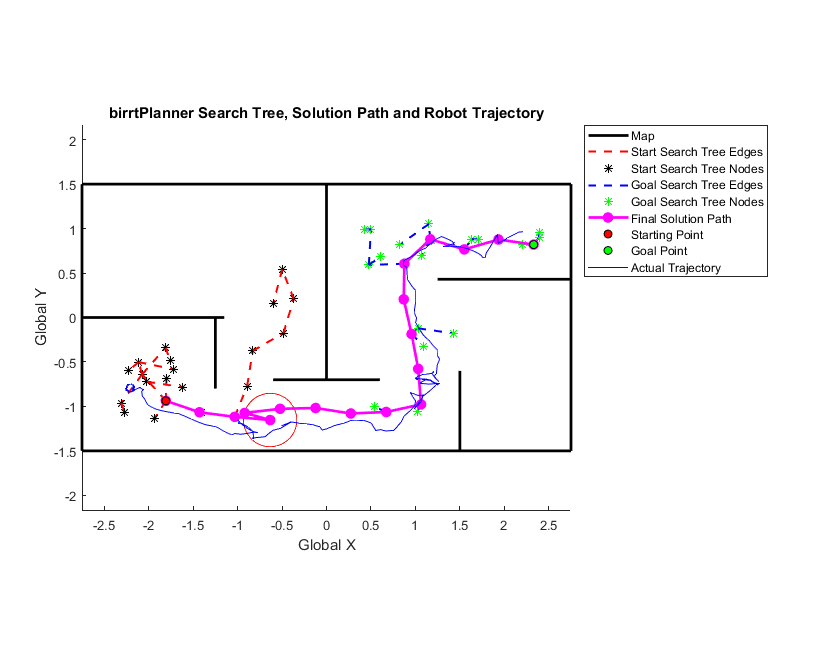 birrtPlanner Search Tree, Solution Path and Robot Trajectory
Map
Start Search Tree Edges
Start Search Tree Nodes
Goal Search Tree Edges
Goal Search Tree Nodes
Final Solution Path
Starting Point
Goal Point
Actual Trajectory
Global Y
2
1.5
1
0.5
0
-0.5
-1
-1.5
-2
-2.5 -2 -1.5 -1 -0.5 0 0.5 1 1.5 2 2.5
Global X